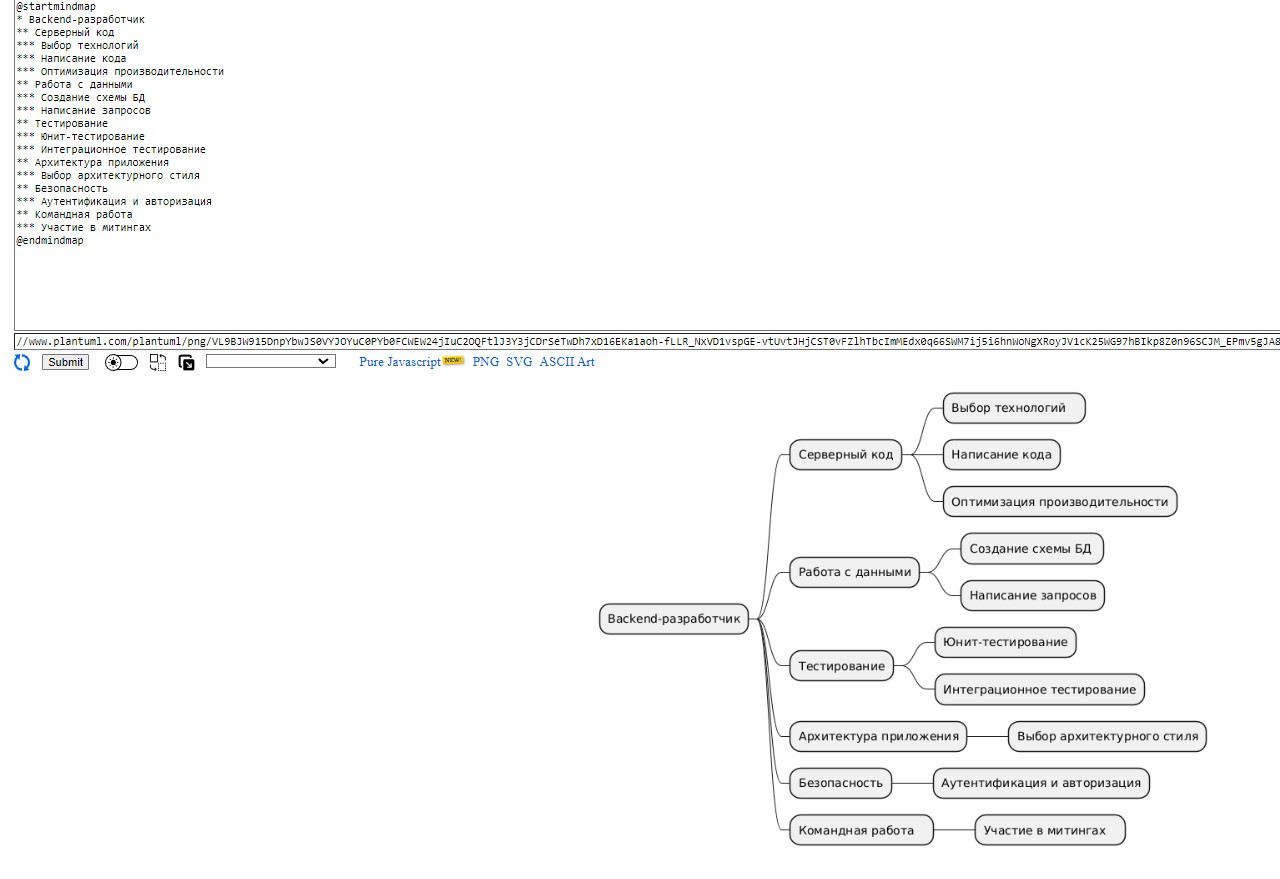 @startmindmap
* Backend-разработчик
** Серверный код
*** Выбор технологий
*** Написание кода
*** Оптимизация производительности
** Работа с данными
*** Создание схемы БД
*** Написание запросов
** Тестирование
*** Юнит-тестирование
*** Интеграционное тестирование
** Архитектура приложения
*** Выбор архитектурного стиля
** Безопасность
*** Аутентификация и авторизация
** Командная работа
*** Участие в митингах
@endmindmap
//www.plantuml.com/plantuml/png/
Submit
Pure Javascript NEW! PNG SVG ASCII Art
Выбор технологий
Серверный код
Написание кода
Оптимизация производительности
Создание схемы БД
Работа с данными
Написание запросов
Backend-разработчик
Юнит-тестирование
Тестирование
Интеграционное тестирование
Архитектура приложения
Выбор архитектурного стиля
Безопасность
Аутентификация и авторизация
Командная работа
Участие в митингах